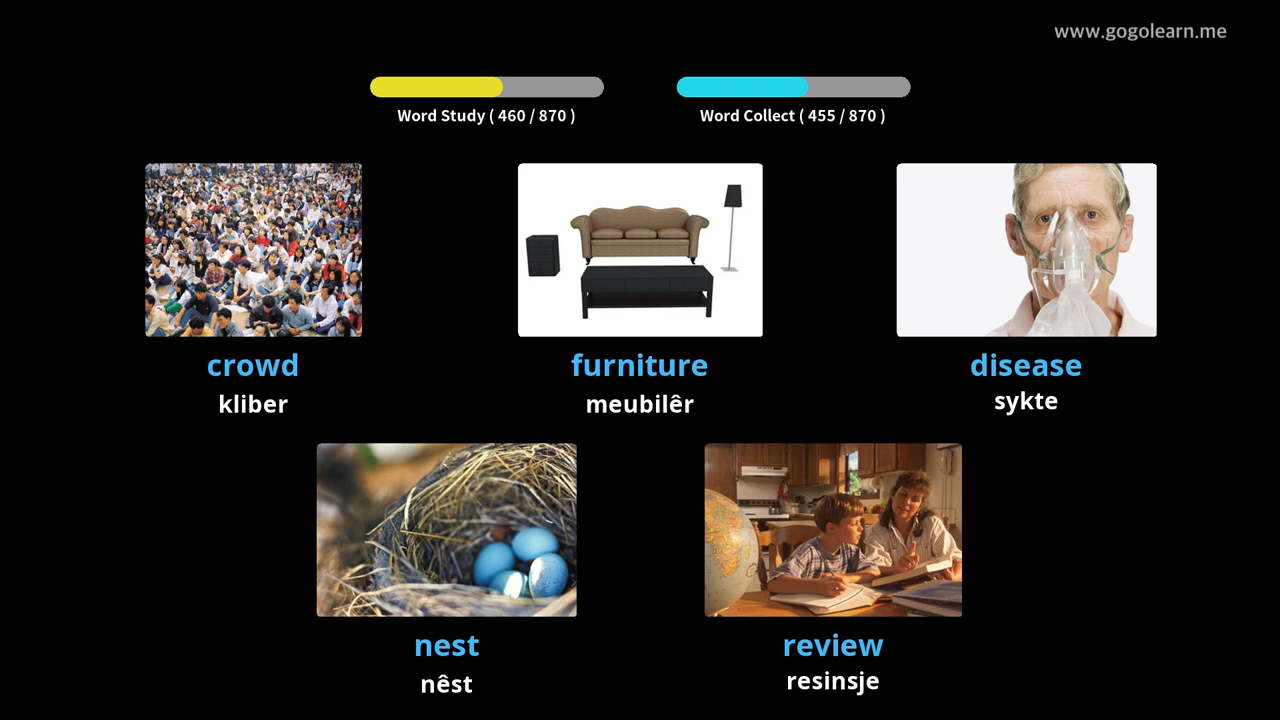 www.gogolearn.me
Word Study ( 460 / 870 )
Word Collect ( 455 / 870 )
crowd
kliber
furniture
meubilêr
disease
sykte
nest
nêst
review
resinsje